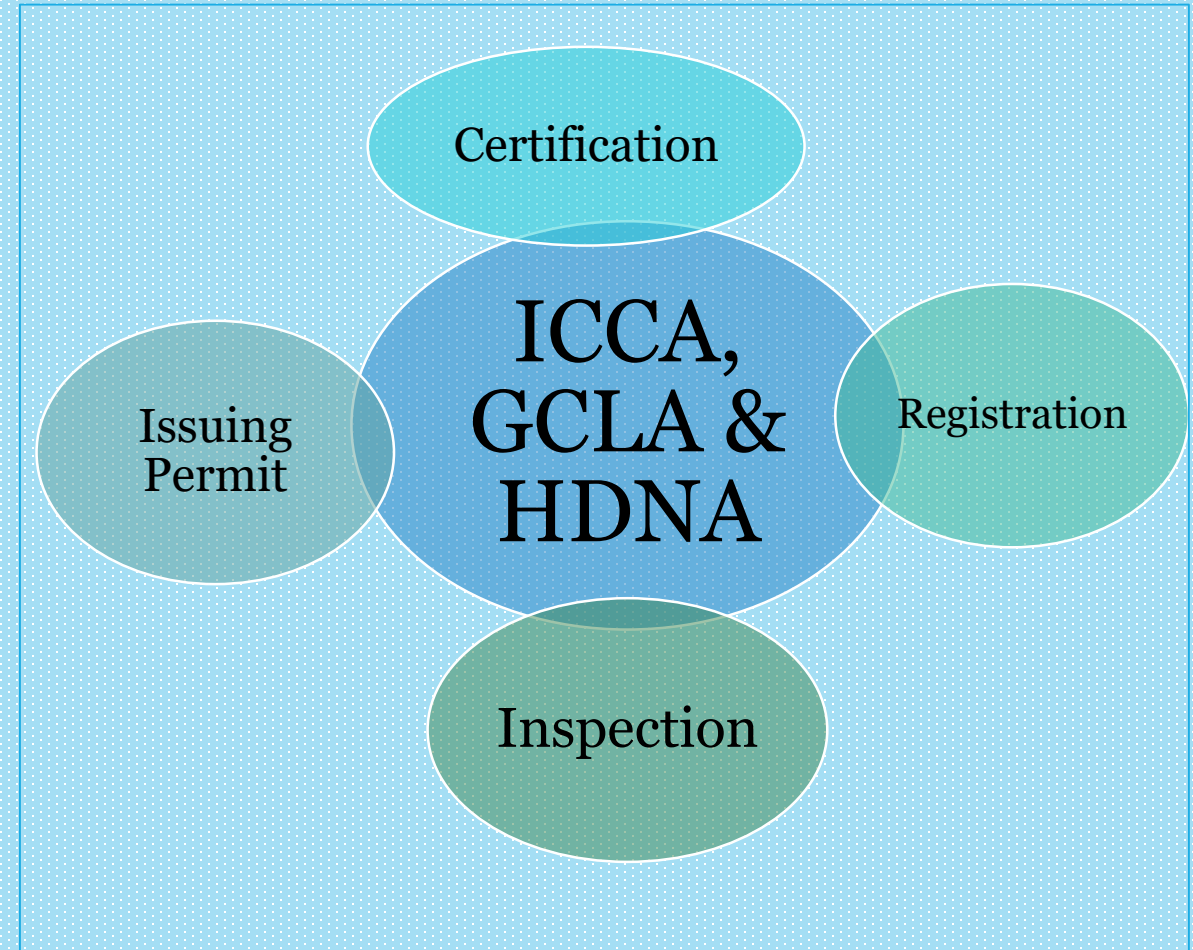 Certification
ICCA,
GCLA &
HDNA
Issuing
Permit
Registration
Inspection